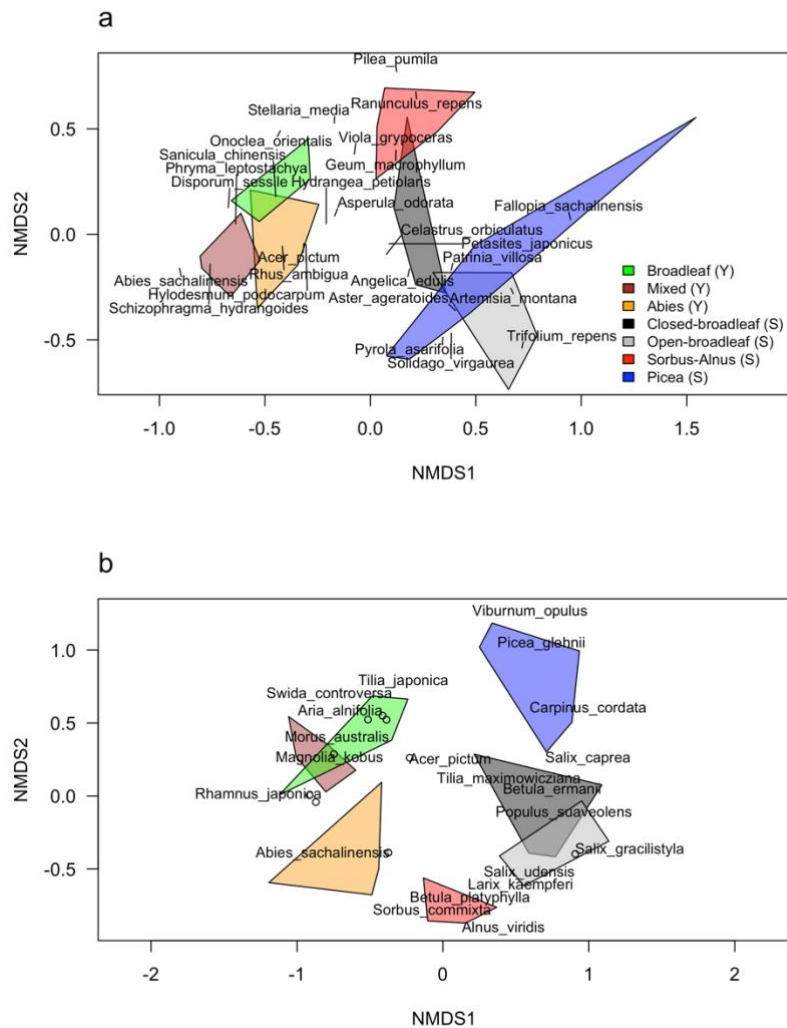 a
Pilea_pumila
Ranunculus_repens
Stellaria_media
Onoclea_orientalis
Viola_grypoceras
Sanicula_chinensis
Geum_macrophyllum
Phryma_leptostachya
Disporum_sessile Hydrangea_petiolaris
Asperula_odorata
Fallopia_sachalinensis
Celastrus_orbiculatus
Petasites_japonicus
Acer_pictum
Patrinia_villosa
Abies_sachalinensis
Rhus_ambigua
Angelica_edulis
Hylodesmum_podocarpum
Aster_ageratoides
Artemisia_montana
Schizophragma_hydrangoides
Trifolium_repens
Pyrola_asarifolia
Solidago_virgaurea
Broadleaf (Y)
Mixed (Y)
Abies (Y)
Closed-broadleaf (S)
Open-broadleaf (S)
Sorbus-Alnus (S)
Picea (S)
NMDS2
0.5
0.0
-0.5
-1.0 -0.5 0.0 0.5 1.0 1.5
NMDS1
b
Viburnum_opulus
Picea_glehnii
Tilia_japonica
Swida_controversa
Aria_alnifolia
Carpinus_cordata
Morus_australis
Magnolia_kobus
Acer_pictum
Salix_caprea
Tilia_maximowicziana
Rhamnus_japonica
Betula_ermanii
Populus_suaveolens
Abies_sachalinensis
Salix_gracilistyla
Salix_udensis
Larix_kaempferi
Betula_platyphylla
Sorbus_commixta
Alnus_viridis
NMDS2
1.0
0.5
0.0
-0.5
-2 -1 0 1 2
NMDS1